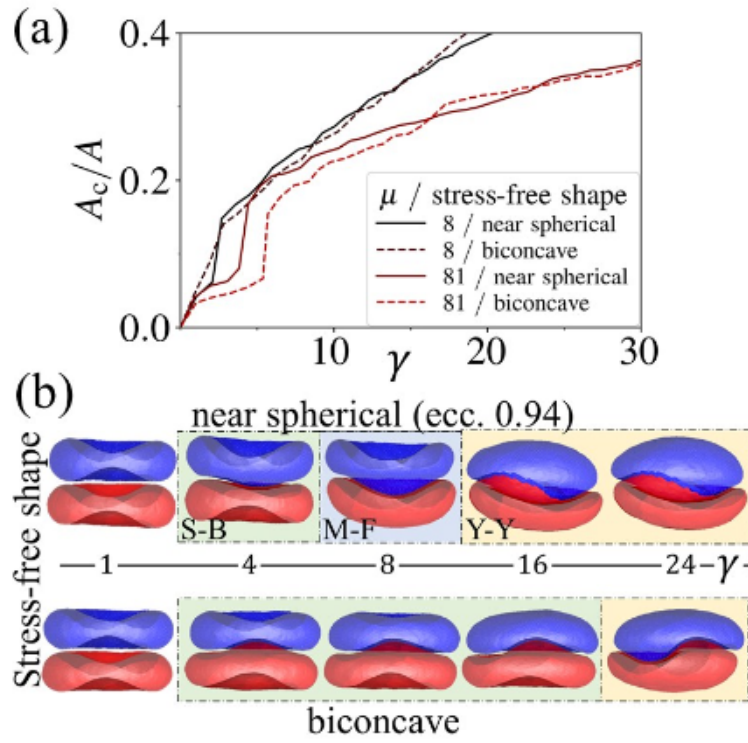 (a)
0.4
0.2
0.0
A_c/A
10 20 30
γ
μ / stress-free shape
8 / near spherical
8 / biconcave
81 / near spherical
81 / biconcave
(b)
near spherical (ecc. 0.94)
Stress-free shape
S-B M-F Y-Y
1 4 8 16 24 γ
biconcave